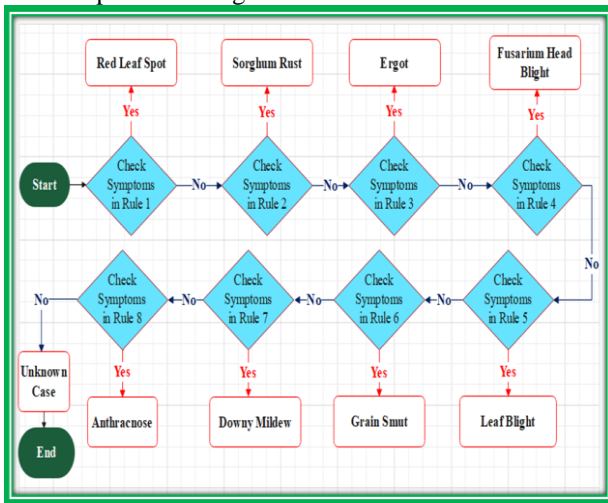 Red Leaf Spot
Sorghum Rust
Ergot
Fusarium Head
Blight
Yes
Yes
Yes
Yes
Start
Check
Symptoms
in Rule 1
No
Check
Symptoms
in Rule 2
No
Check
Symptoms
in Rule 3
No
Check
Symptoms
in Rule 4
No
Check
Symptoms
in Rule 5
No
Check
Symptoms
in Rule 6
No
Check
Symptoms
in Rule 7
No
Check
Symptoms
in Rule 8
No
Yes
Yes
Yes
Yes
Unknown
Case
Anthracnose
Downy Mildew
Grain Smut
Leaf Blight
End